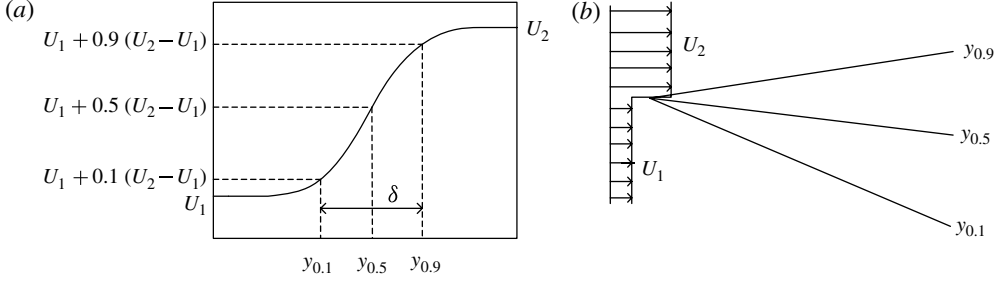 (a)
U₁ + 0.9 (U₂ – U₁)
U₁ + 0.5 (U₂ – U₁)
U₁ + 0.1 (U₂ – U₁)
U₁
U₂
δ
y₀.₁ y₀.₅ y₀.₉
(b)
U₂
U₁
y₀.₉
y₀.₅
y₀.₁